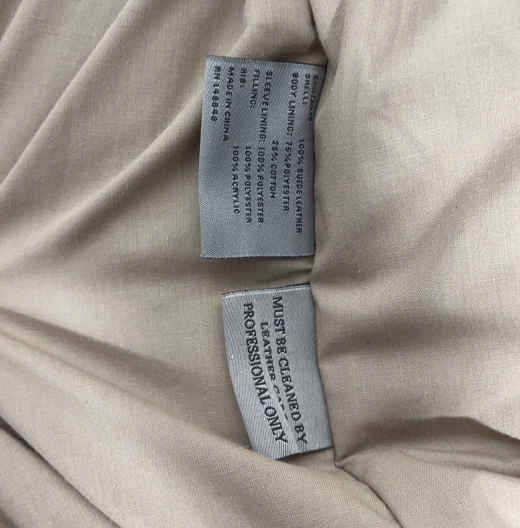 SHELL: 100% SUEDE LEATHER
BODY LINING: 75% POLYESTER
25% COTTON
SLEEVE LINING: 100% POLYESTER
FILLING: 100% POLYESTER
RIB: 100% ACRYLIC
MADE IN CHINA
RN 148840
MUST BE CLEANED BY
LEATHER
PROFESSIONAL ONLY